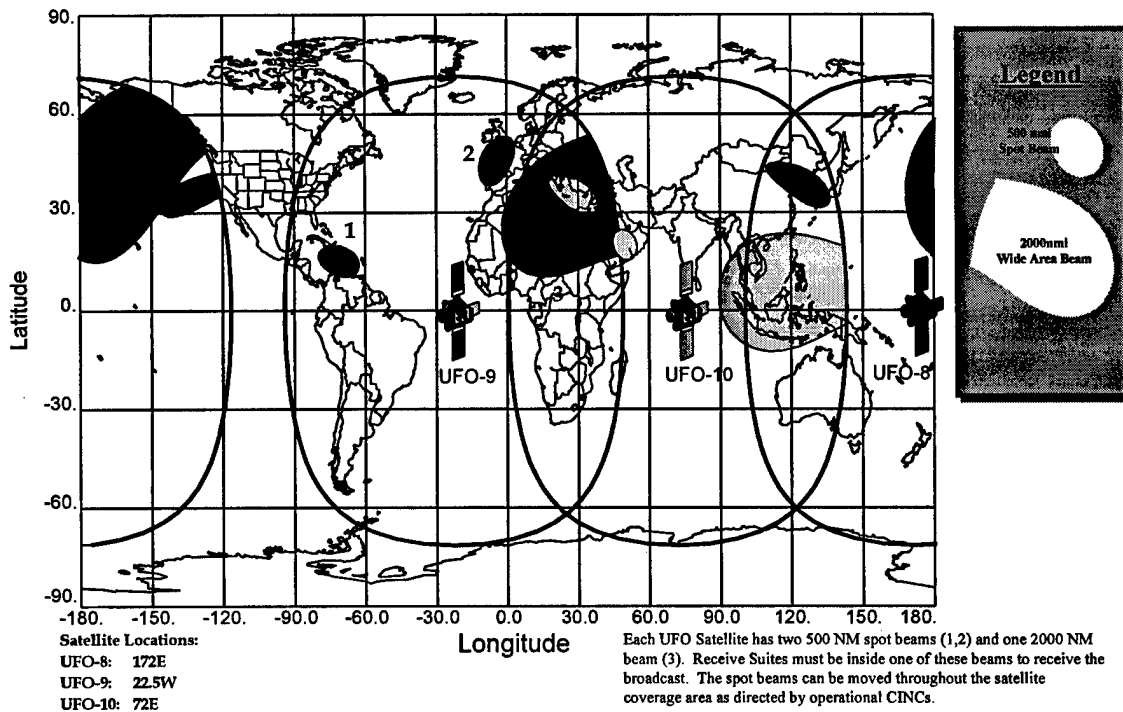 90.
60.
30.
0.
-30.
-60.
-90.
Latitude
-180. -150. -120. -90.0 -60.0 -30.0 0.0 30.0 60.0 90.0 120. 150. 180.
Longitude
1
2
UFO-9
UFO-10
UFO-8
Legend
500 nmi
Spot Beam
2000nmi
Wide Area Beam
Satellite Locations:
UFO-8: 172E
UFO-9: 22.5W
UFO-10: 72E
Each UFO Satellite has two 500 NM spot beams (1,2) and one 2000 NM
beam (3). Receive Suites must be inside one of these beams to receive the
broadcast. The spot beams can be moved throughout the satellite
coverage area as directed by operational CINCs.